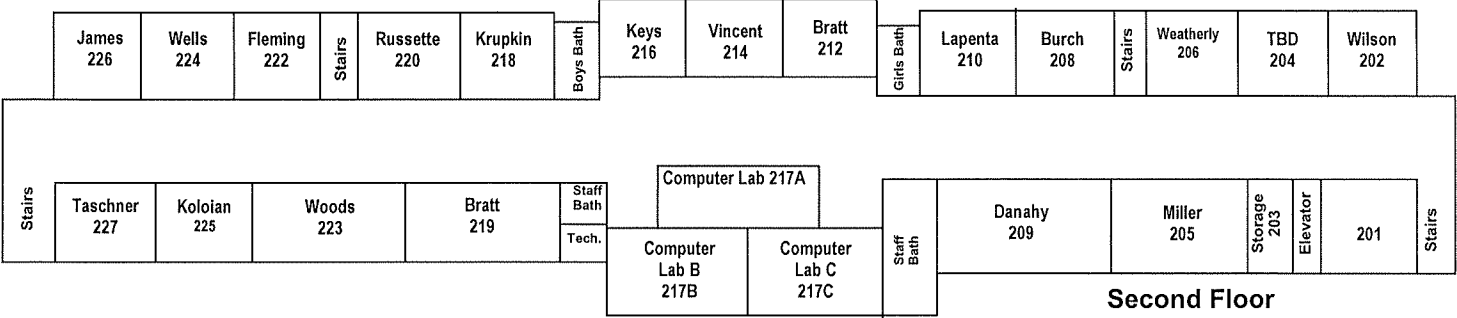 James
226
Wells
224
Fleming
222
Stairs
Russette
220
Krupkin
218
Boys Bath
Keys
216
Vincent
214
Bratt
212
Girls Bath
Lapenta
210
Burch
208
Stairs
Weatherly
206
TBD
204
Wilson
202
Stairs
Taschner
227
Koloian
225
Woods
223
Bratt
219
Staff
Bath
Tech.
Computer Lab 217A
Computer
Lab B
217B
Computer
Lab C
217C
Staff
Bath
Danahy
209
Miller
205
Storage
203
Elevator
201
Stairs
Second Floor